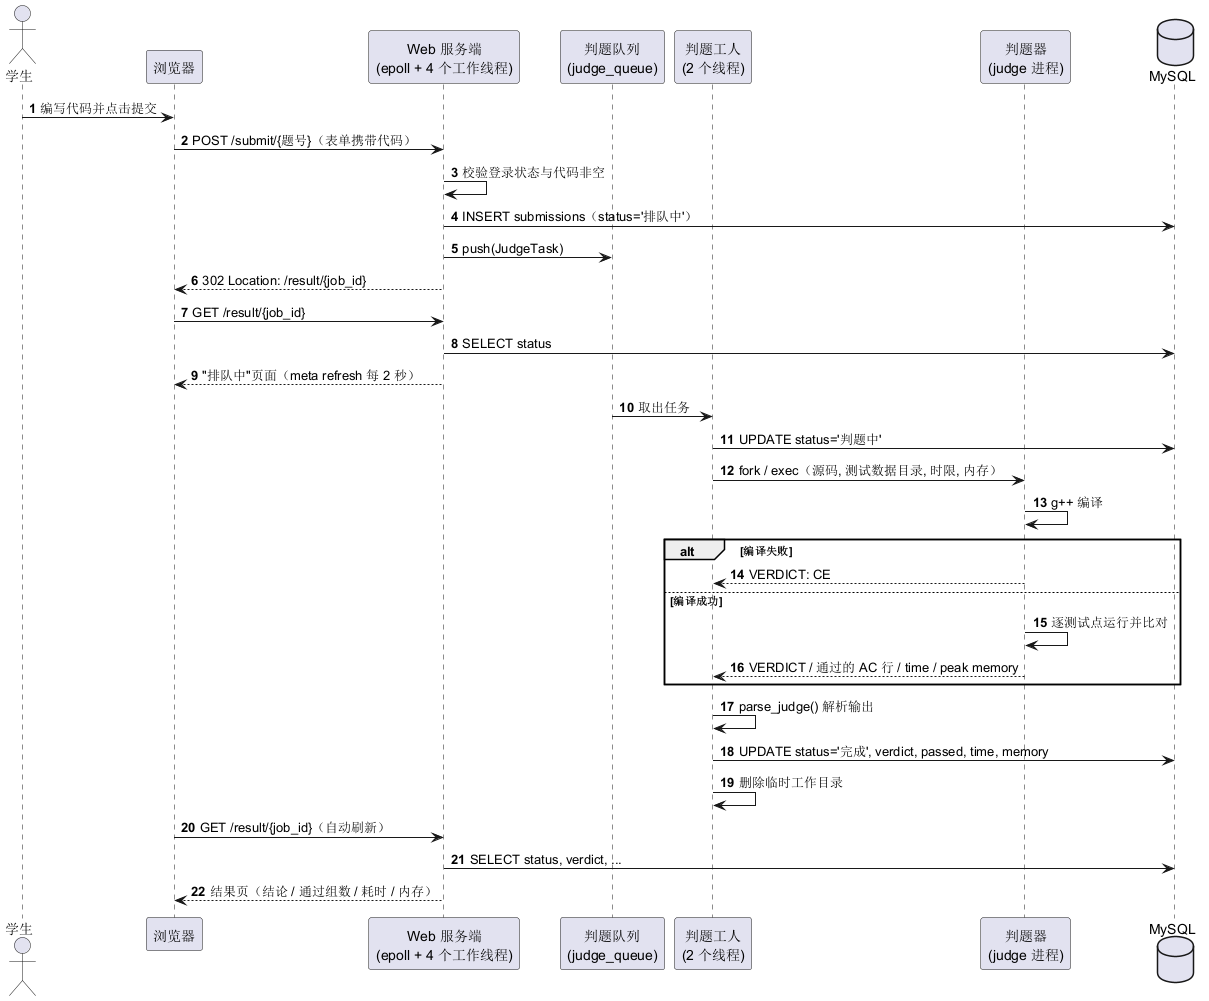 学生
浏览器
Web 服务端
(epoll + 4 个工作线程)
判题队列
(judge_queue)
判题工人
(2 个线程)
判题器
(judge 进程)
MySQL
1 编写代码并点击提交
2 POST /submit/{题号}（表单携带代码）
3 校验登录状态与代码非空
4 INSERT submissions（status='排队中'）
5 push(JudgeTask)
6 302 Location: /result/{job_id}
7 GET /result/{job_id}
8 SELECT status
9 "排队中"页面（meta refresh 每 2 秒）
10 取出任务
11 UPDATE status='判题中'
12 fork / exec（源码, 测试数据目录, 时限, 内存）
13 g++ 编译
alt [编译失败]
14 VERDICT: CE
[编译成功]
15 逐测试点运行并比对
16 VERDICT / 通过的 AC 行 / time / peak memory
17 parse_judge() 解析输出
18 UPDATE status='完成', verdict, passed, time, memory
19 删除临时工作目录
20 GET /result/{job_id}（自动刷新）
21 SELECT status, verdict, ...
22 结果页（结论 / 通过组数 / 耗时 / 内存）
学生
浏览器
Web 服务端
(epoll + 4 个工作线程)
判题队列
(judge_queue)
判题工人
(2 个线程)
判题器
(judge 进程)
MySQL